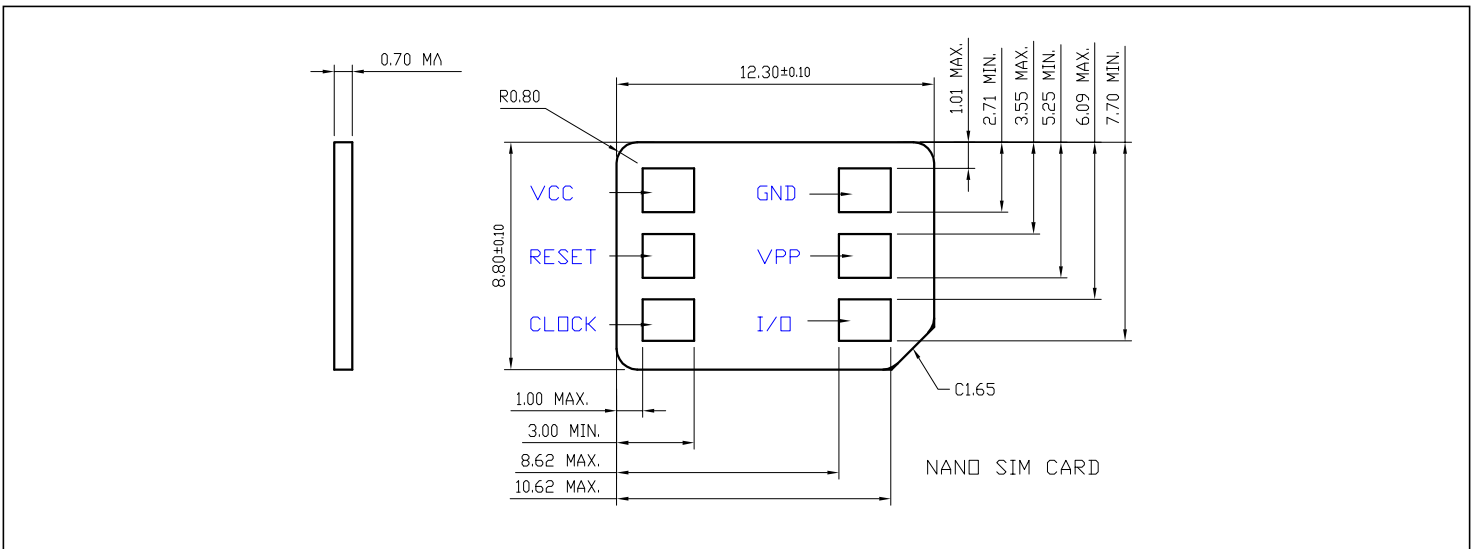 0.70 MA
12.30±0.10
R0.80
1.01 MAX.
2.71 MIN.
3.55 MAX.
5.25 MIN.
6.09 MAX.
7.70 MIN.
8.80±0.10
VCC
GND
RESET
VPP
CLOCK
I/O
C1.65
1.00 MAX.
3.00 MIN.
8.62 MAX.
10.62 MAX.
NANO SIM CARD